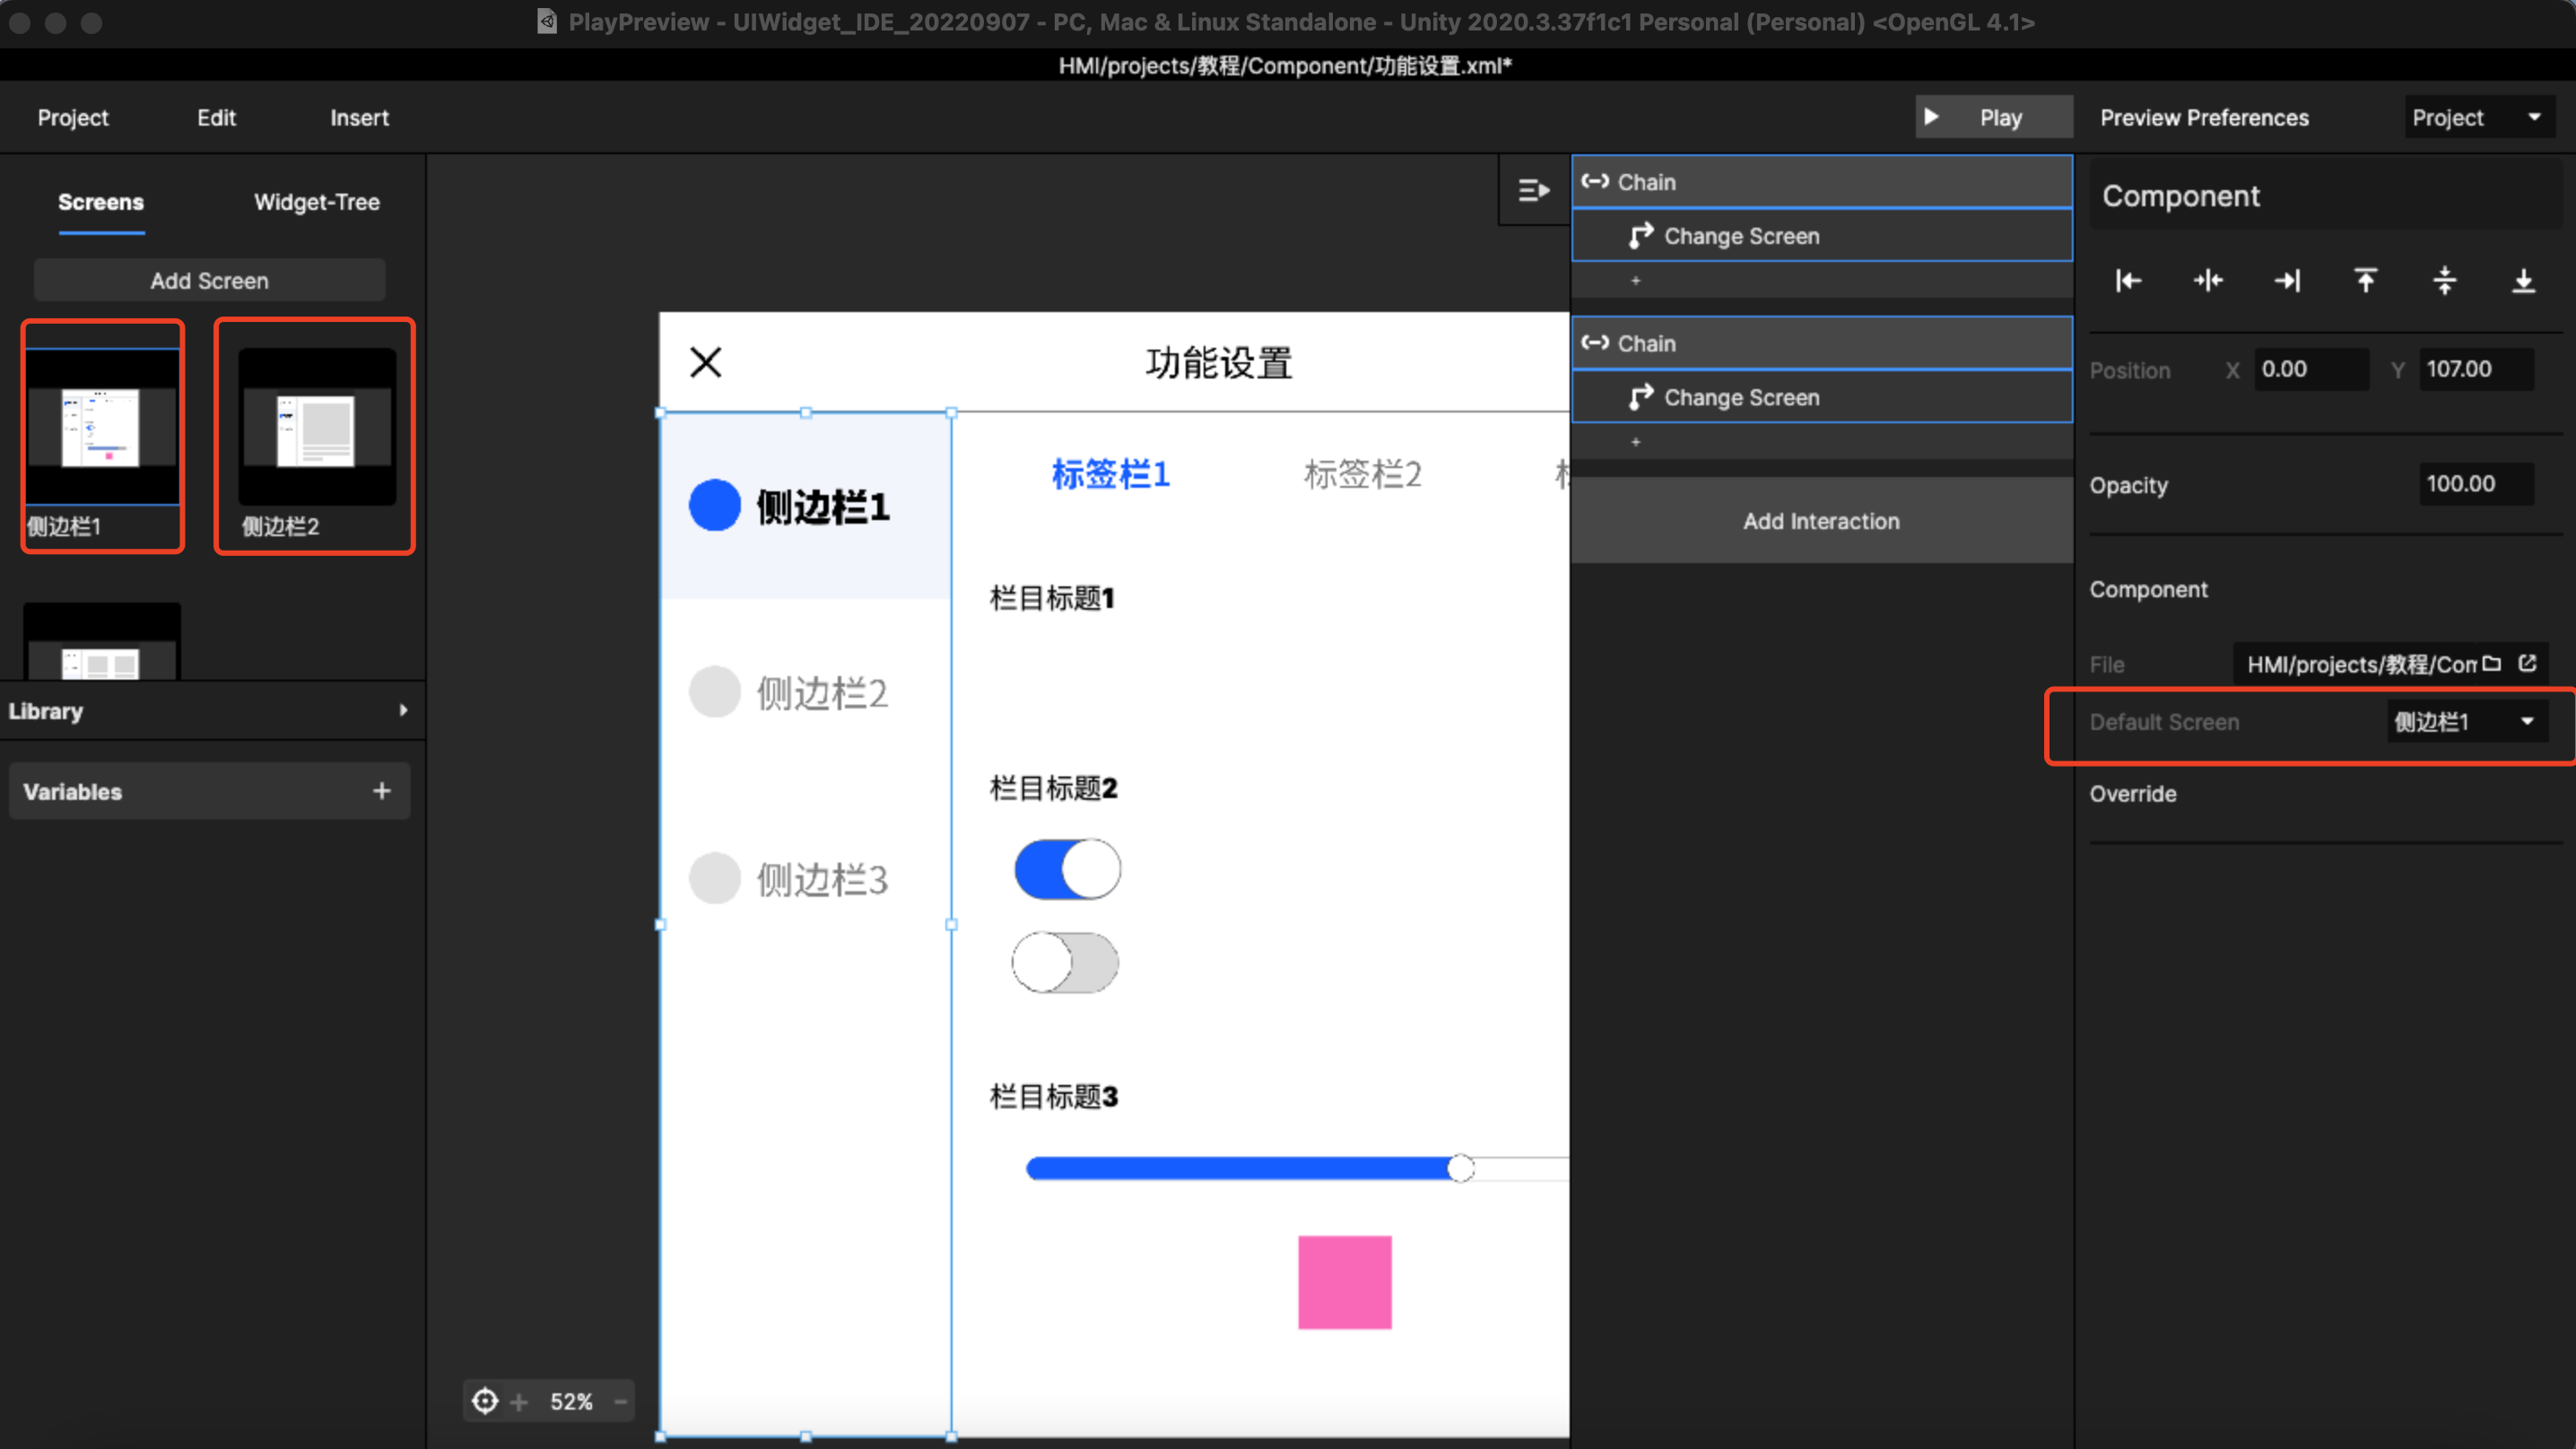 PlayPreview - UIWidget_IDE_20220907 - PC, Mac & Linux Standalone - Unity 2020.3.37f1c1 Personal (Personal) <OpenGL 4.1>
HMI/projects/教程/Component/功能设置.xml*
Project Edit Insert
Play Preview Preferences Project
Screens Widget-Tree
Add Screen
侧边栏1 侧边栏2
Library
Variables +
功能设置
侧边栏1
侧边栏2
侧边栏3
标签栏1 标签栏2
栏目标题1
栏目标题2
栏目标题3
+ 52% -
Chain
Change Screen
+
Chain
Change Screen
+
Add Interaction
Component
Position X 0.00 Y 107.00
Opacity 100.00
Component
File HMI/projects/教程/Com
Default Screen 侧边栏1
Override